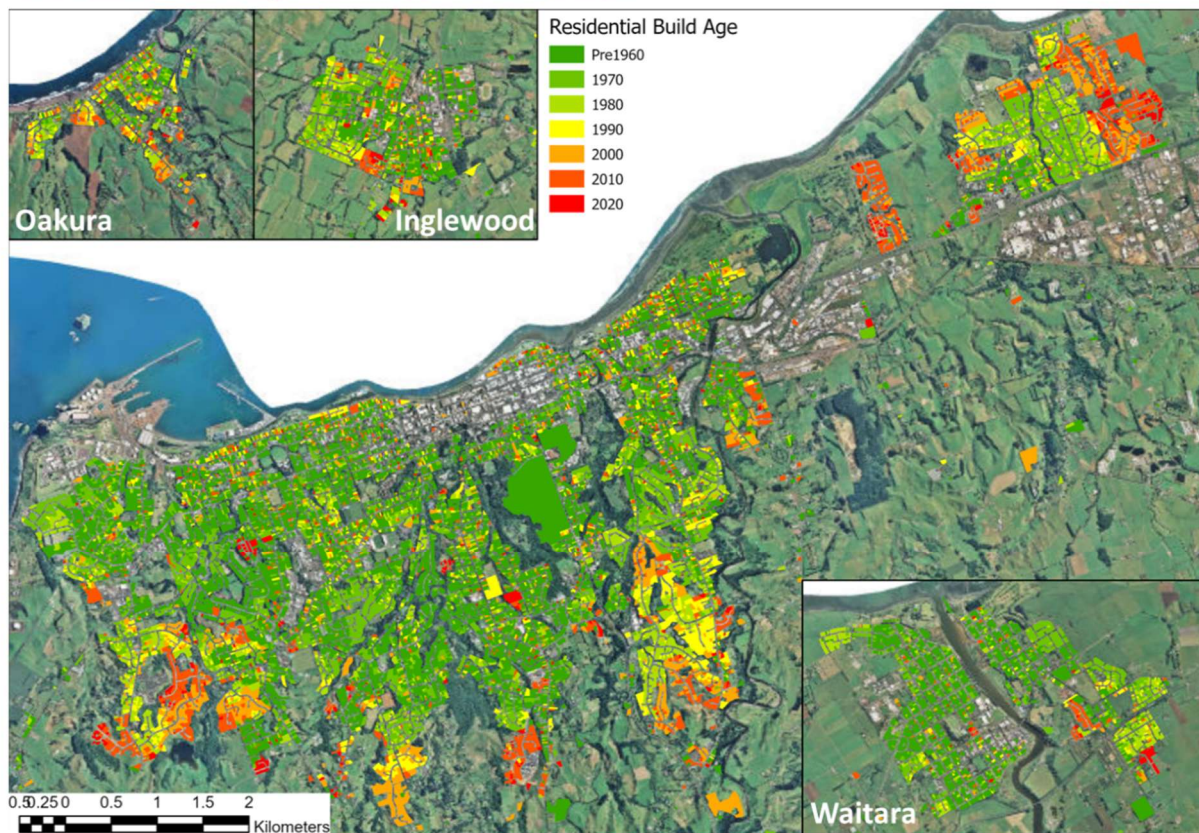 Residential Build Age
Pre1960
1970
1980
1990
2000
2010
2020
Oakura
Inglewood
0.5 0.25 0 0.5 1 1.5 2
Kilometers
Waitara